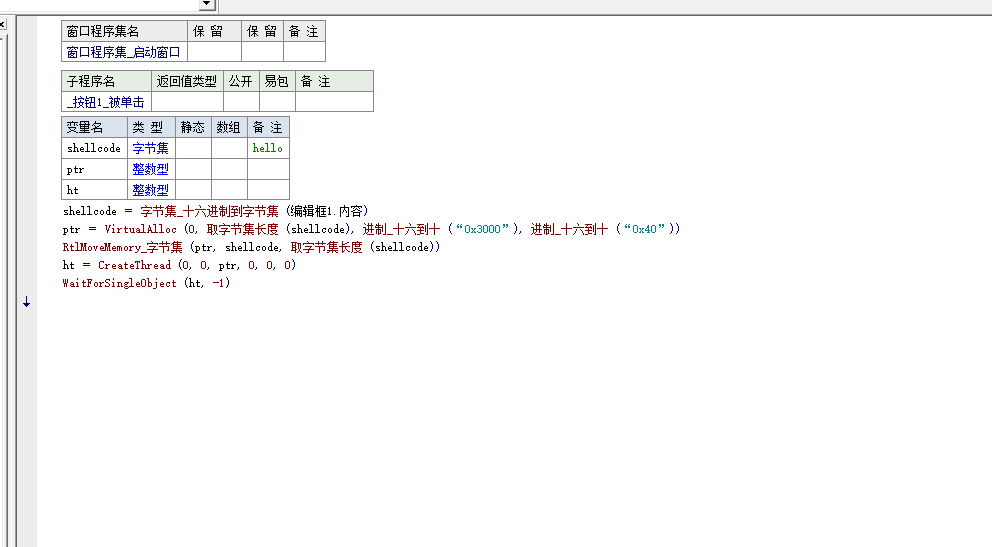 窗口程序集名 保 留 保 留 备 注
窗口程序集_启动窗口
子程序名 返回值类型 公开 易包 备 注
_按钮1_被单击
变量名 类 型 静态 数组 备 注
shellcode 字节集 hello
ptr 整数型
ht 整数型
shellcode = 字节集_十六进制到字节集 (编辑框1.内容)
ptr = VirtualAlloc (0, 取字节集长度 (shellcode), 进制_十六到十 (“0x3000”), 进制_十六到十 (“0x40”))
RtlMoveMemory_字节集 (ptr, shellcode, 取字节集长度 (shellcode))
ht = CreateThread (0, 0, ptr, 0, 0, 0)
WaitForSingleObject (ht, -1)